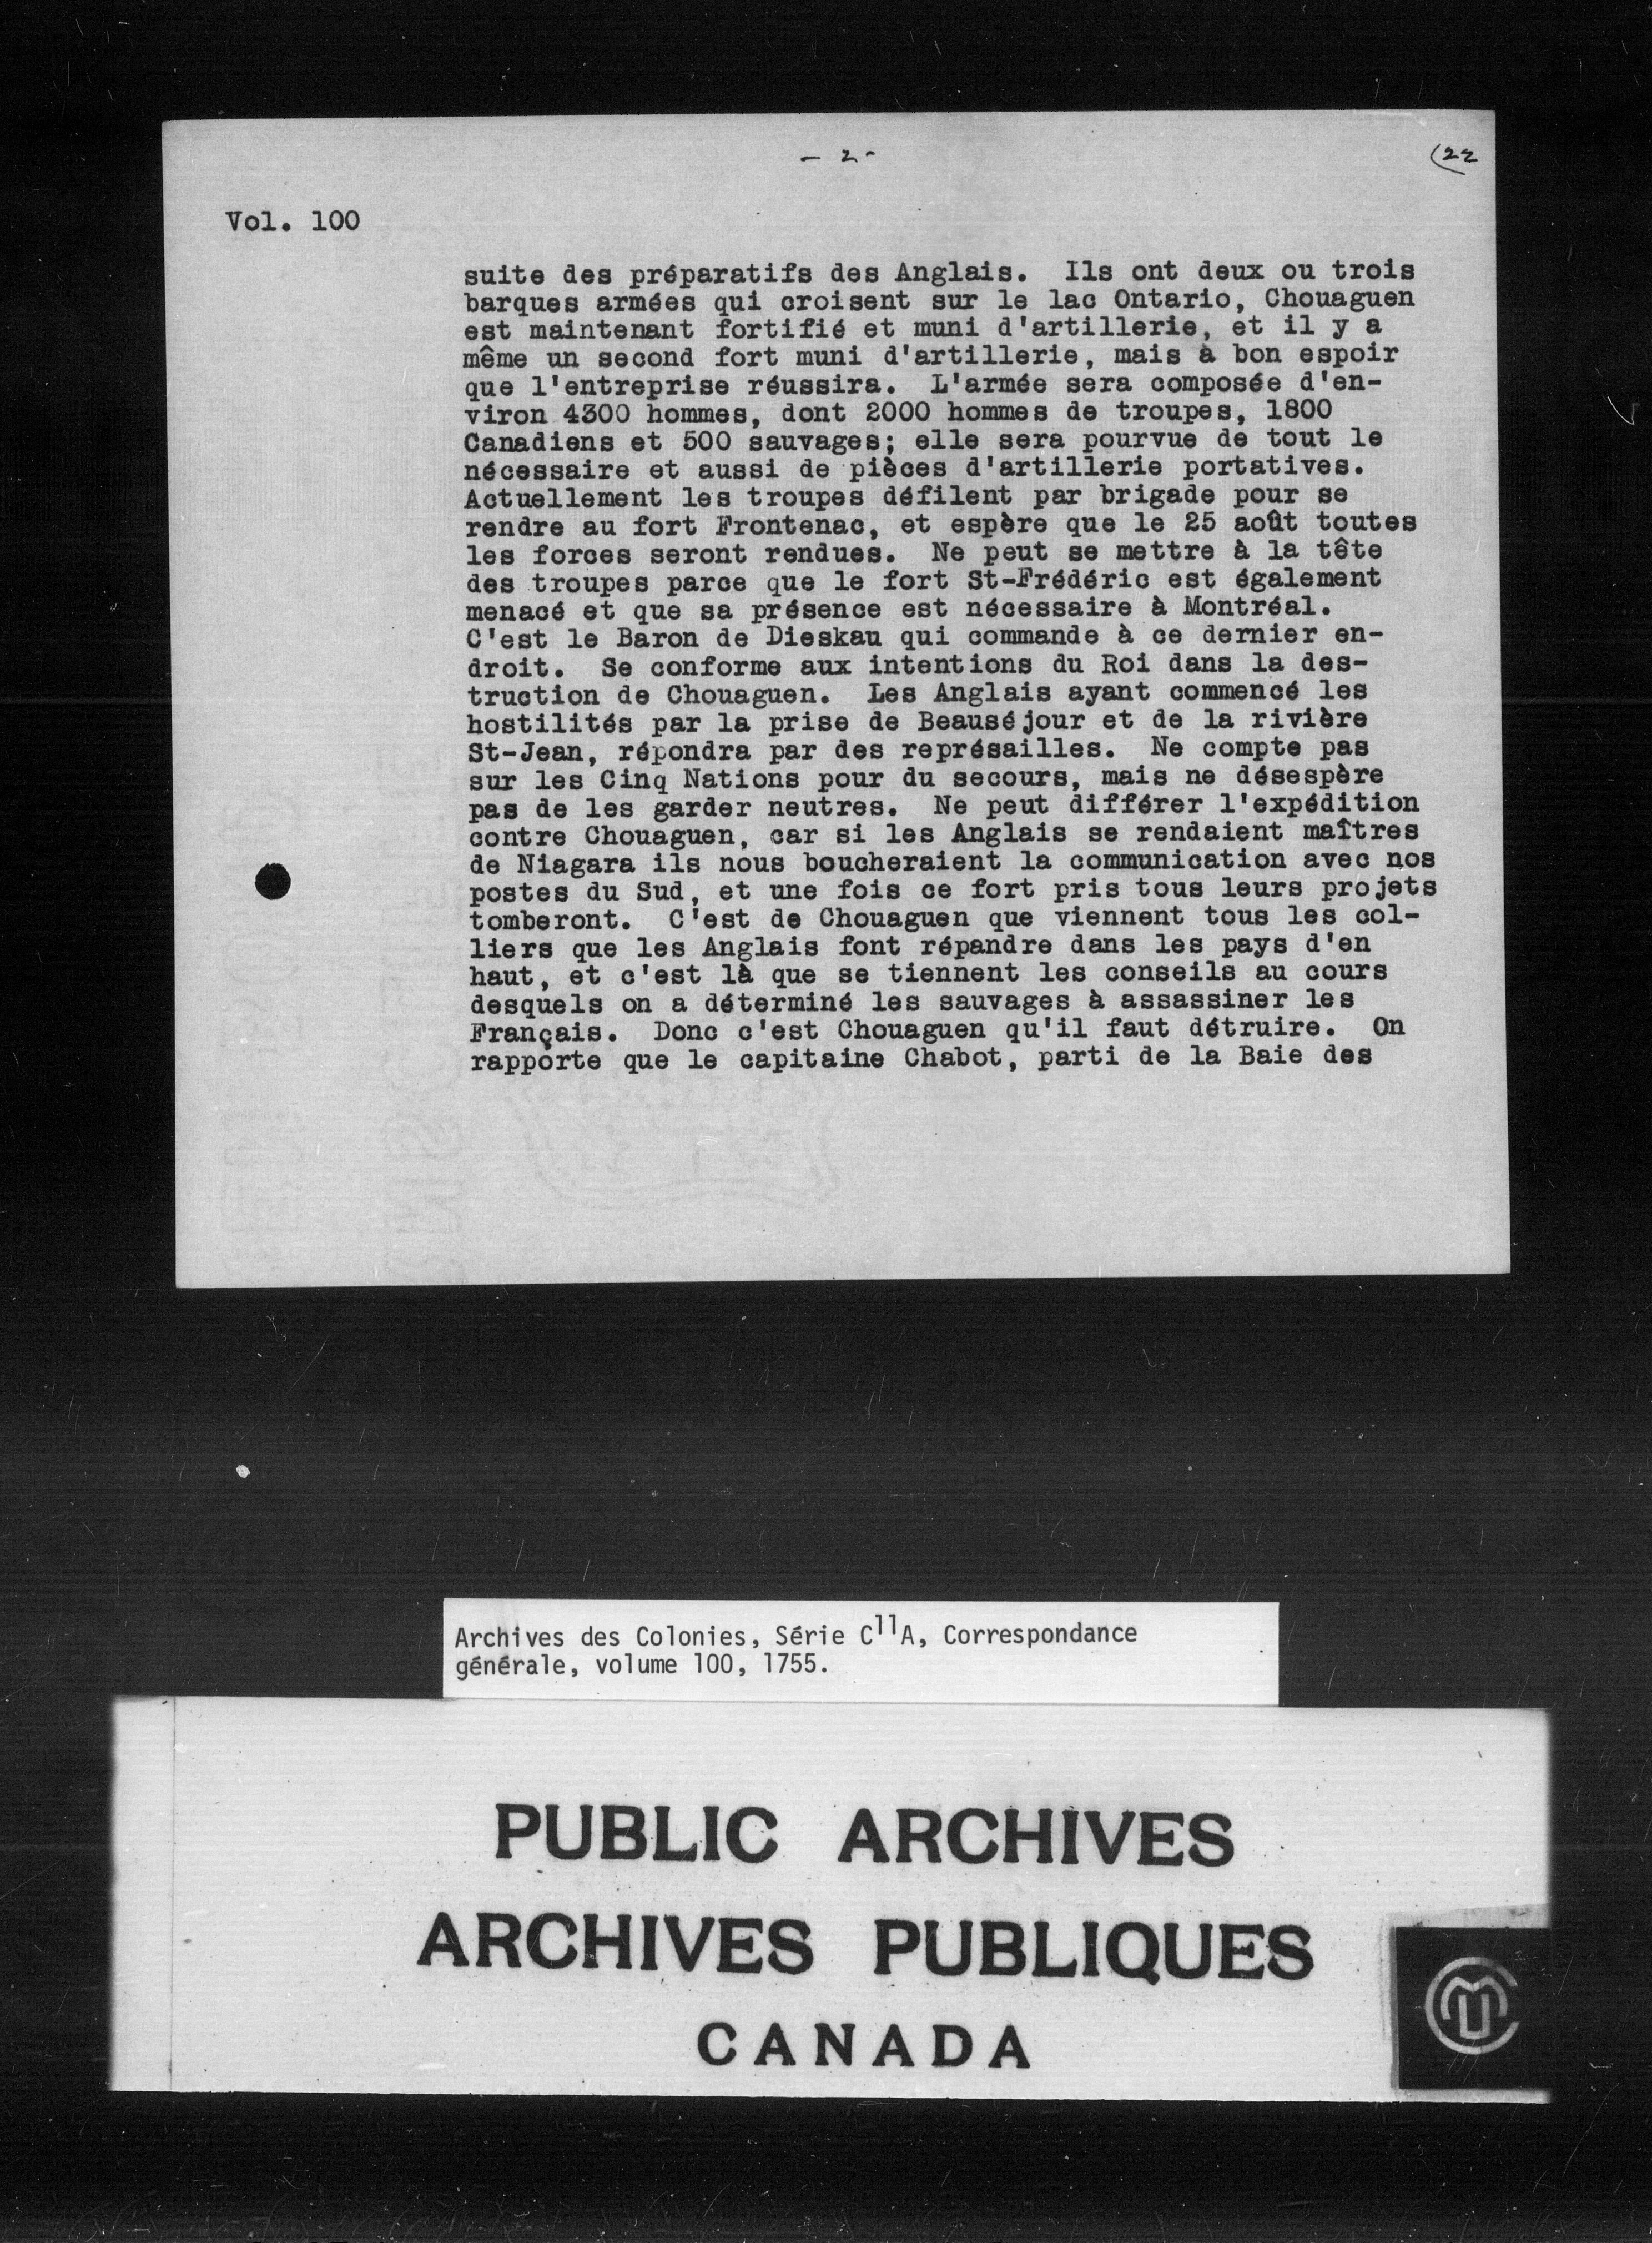 - 2 -
(22
Vol. 100
suite des préparatifs des Anglais. Ils ont deux ou trois
barques armées qui croisent sur le lac Ontario, Chouaguen
est maintenant fortifié et muni d'artillerie, et il y a
même un second fort muni d'artillerie, mais à bon espoir
que l'entreprise réussira. L'armée sera composée d'en-
viron 4300 hommes, dont 2000 hommes de troupes, 1800
Canadiens et 500 sauvages; elle sera pourvue de tout le
nécessaire et aussi de pièces d'artillerie portatives.
Actuellement les troupes défilent par brigade pour se
rendre au fort Frontenac, et espère que le 25 août toutes
les forces seront rendues. Ne peut se mettre à la tête
des troupes parce que le fort St-Frédéric est également
menacé et que sa présence est nécessaire à Montréal.
C'est le Baron de Dieskau qui commande à ce dernier en-
droit. Se conforme aux intentions du Roi dans la des-
truction de Chouaguen. Les Anglais ayant commencé les
hostilités par la prise de Beauséjour et de la rivière
St-Jean, répondra par des représailles. Ne compte pas
sur les Cinq Nations pour du secours, mais ne désespère
pas de les garder neutres. Ne peut différer l'expédition
contre Chouaguen, car si les Anglais se rendaient maîtres
de Niagara ils nous boucheraient la communication avec nos
postes du Sud, et une fois ce fort pris tous leurs projets
tomberont. C'est de Chouaguen que viennent tous les col-
liers que les Anglais font répandre dans les pays d'en
haut, et c'est là que se tiennent les conseils au cours
desquels on a déterminé les sauvages à assassiner les
Français. Donc c'est Chouaguen qu'il faut détruire. On
rapporte que le capitaine Chabot, parti de la Baie des
Archives des Colonies, Série C11A, Correspondance
générale, volume 100, 1755.
PUBLIC ARCHIVES
ARCHIVES PUBLIQUES
CANADA